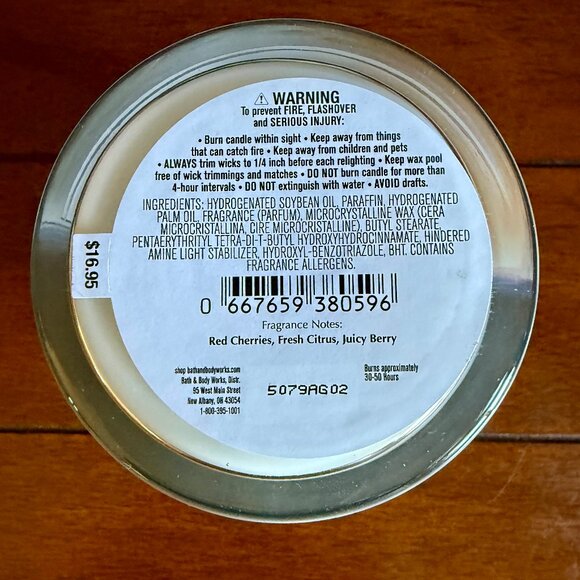 ⚠ WARNING
To prevent FIRE, FLASHOVER
and SERIOUS INJURY:
• Burn candle within sight • Keep away from things
that can catch fire • Keep away from children and pets
• ALWAYS trim wicks to 1/4 inch before each relighting • Keep wax pool
free of wick trimmings and matches • DO NOT burn candle for more than
4-hour intervals • DO NOT extinguish with water • AVOID drafts.
INGREDIENTS: HYDROGENATED SOYBEAN OIL, PARAFFIN, HYDROGENATED
PALM OIL, FRAGRANCE (PARFUM), MICROCRYSTALLINE WAX (CERA
MICROCRISTALLINA, CIRE MICROCRISTALLINE), BUTYL STEARATE,
PENTAERYTHRITYL TETRA-DI-T-BUTYL HYDROXYHYDROCINNAMATE, HINDERED
AMINE LIGHT STABILIZER, HYDROXYL-BENZOTRIAZOLE, BHT. CONTAINS
FRAGRANCE ALLERGENS.
$16.95
0 667659 380596
Fragrance Notes:
Red Cherries, Fresh Citrus, Juicy Berry
shop bathandbodyworks.com
Bath & Body Works, Distr.
95 West Main Street
New Albany, OH 43054
1-800-395-1001
Burns approximately
30-50 Hours
5079AG02